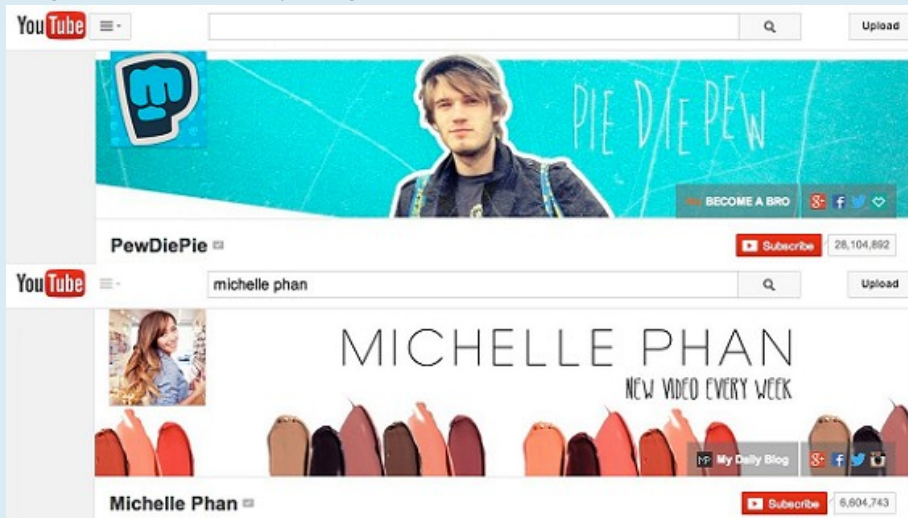 YouTube Upload
PIE DIE PEW
BECOME A BRO
PewDiePie Subscribe 28,104,892
YouTube michelle phan Upload
MICHELLE PHAN
NEW VIDEO EVERY WEEK
MP My Daily Blog 8+
Michelle Phan Subscribe 6,604,743